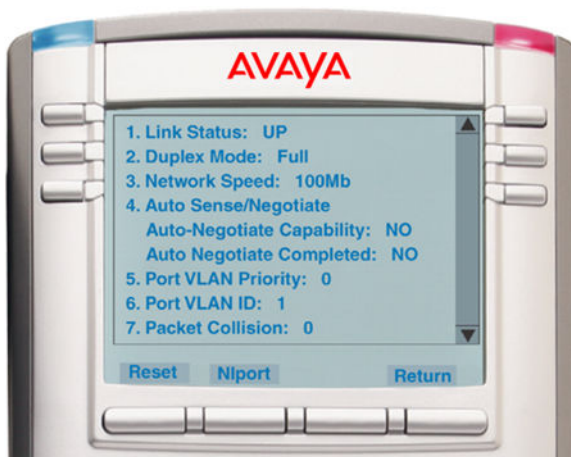 AVAYA
1. Link Status: UP
2. Duplex Mode: Full
3. Network Speed: 100Mb
4. Auto Sense/Negotiate
Auto-Negotiate Capability: NO
Auto Negotiate Completed: NO
5. Port VLAN Priority: 0
6. Port VLAN ID: 1
7. Packet Collision: 0
Reset NIport Return